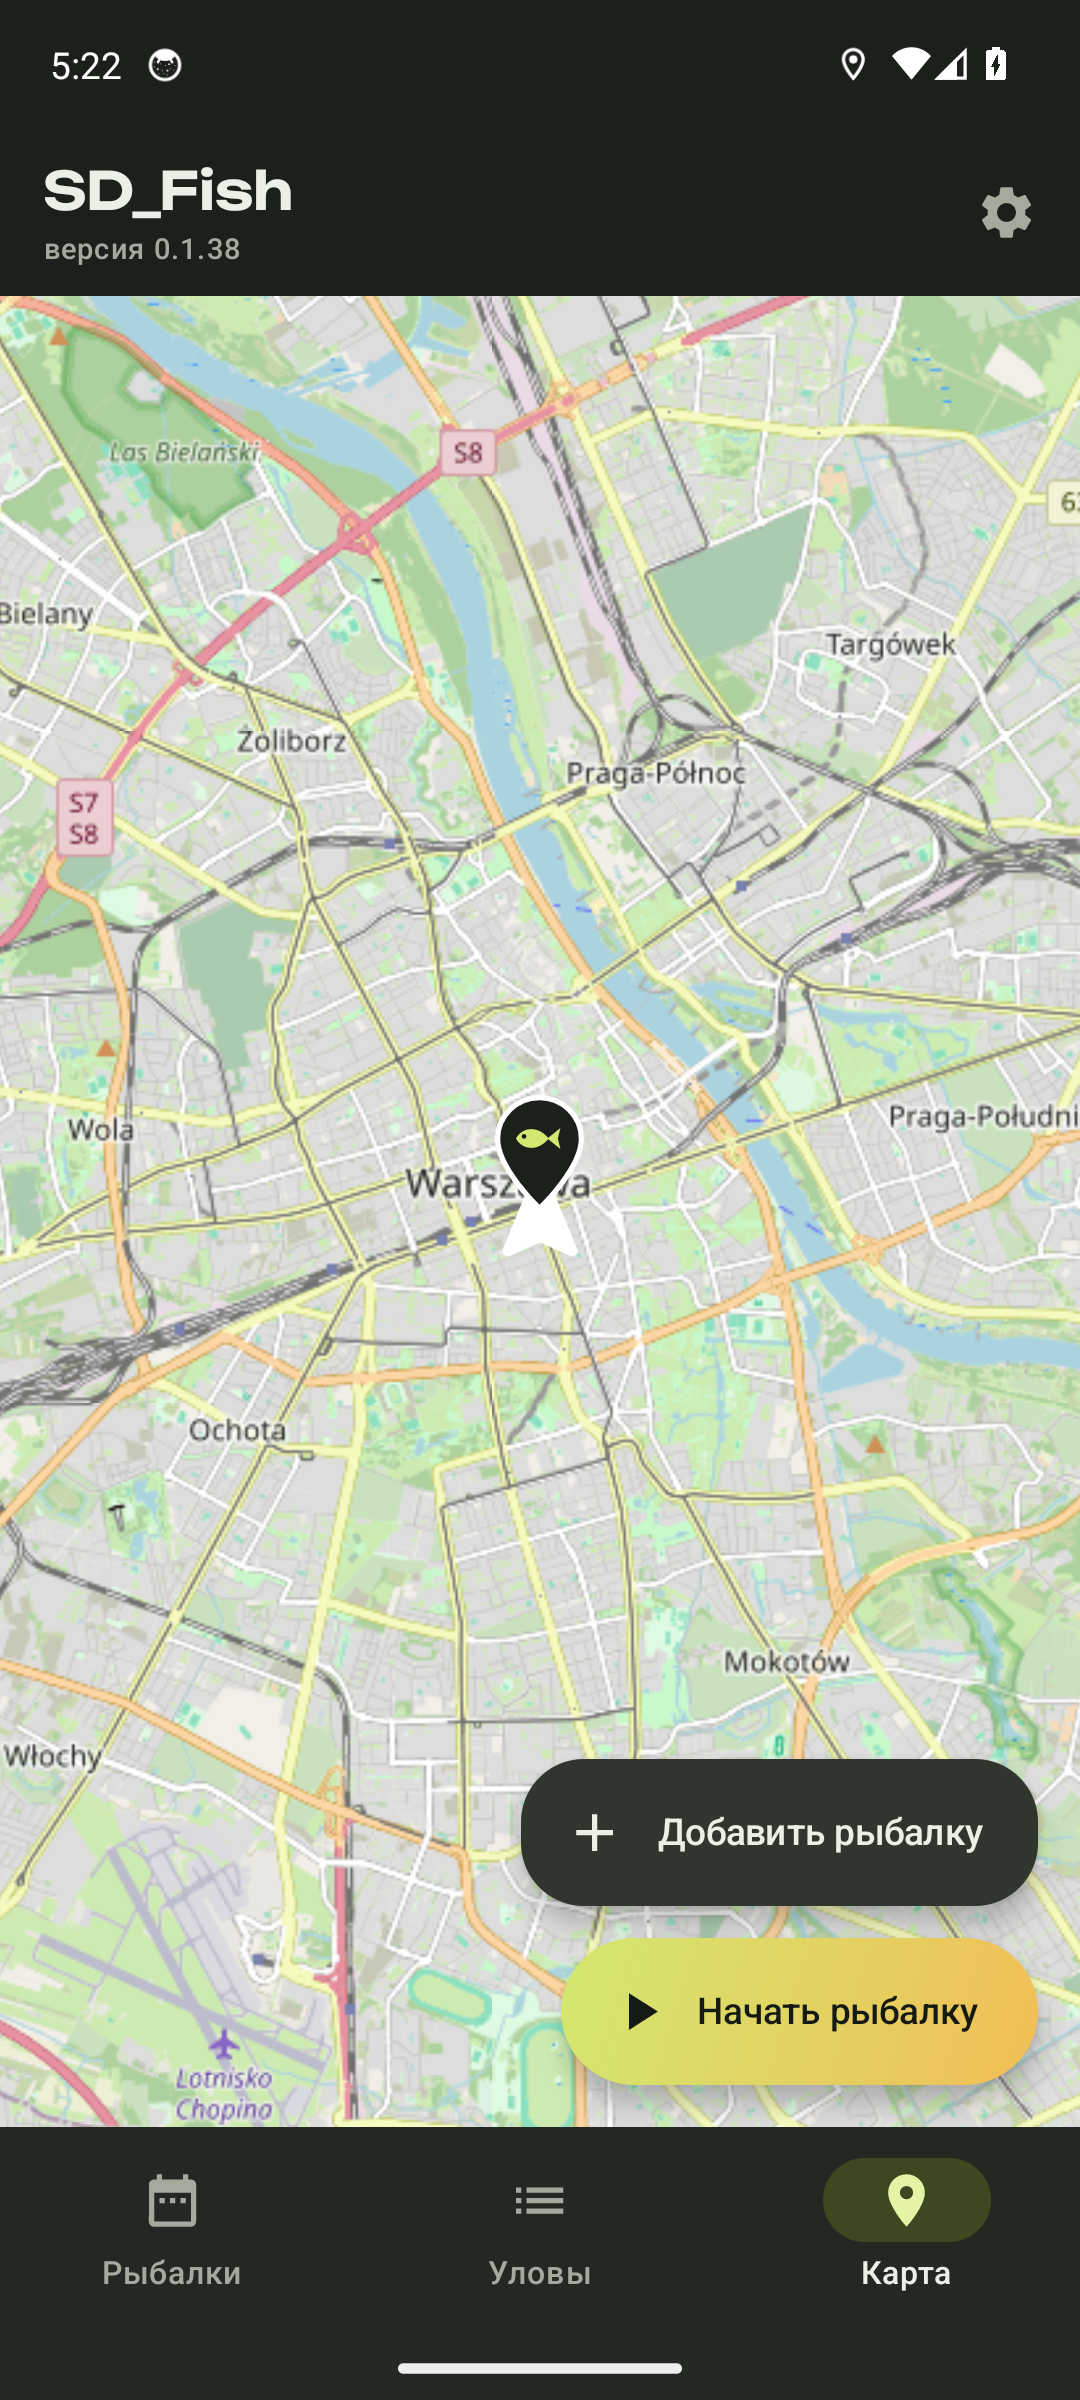 5:22
SD_Fish
версия 0.1.38
Las Bielański
S8
Bielany
Targówek
Żoliborz
Praga-Północ
S7
S8
Wola
Praga-Południ
Ochota
Mokotów
Włochy
Добавить рыбалку
Начать рыбалку
Lotnisko
Chopina
Рыбалки
Уловы
Карта